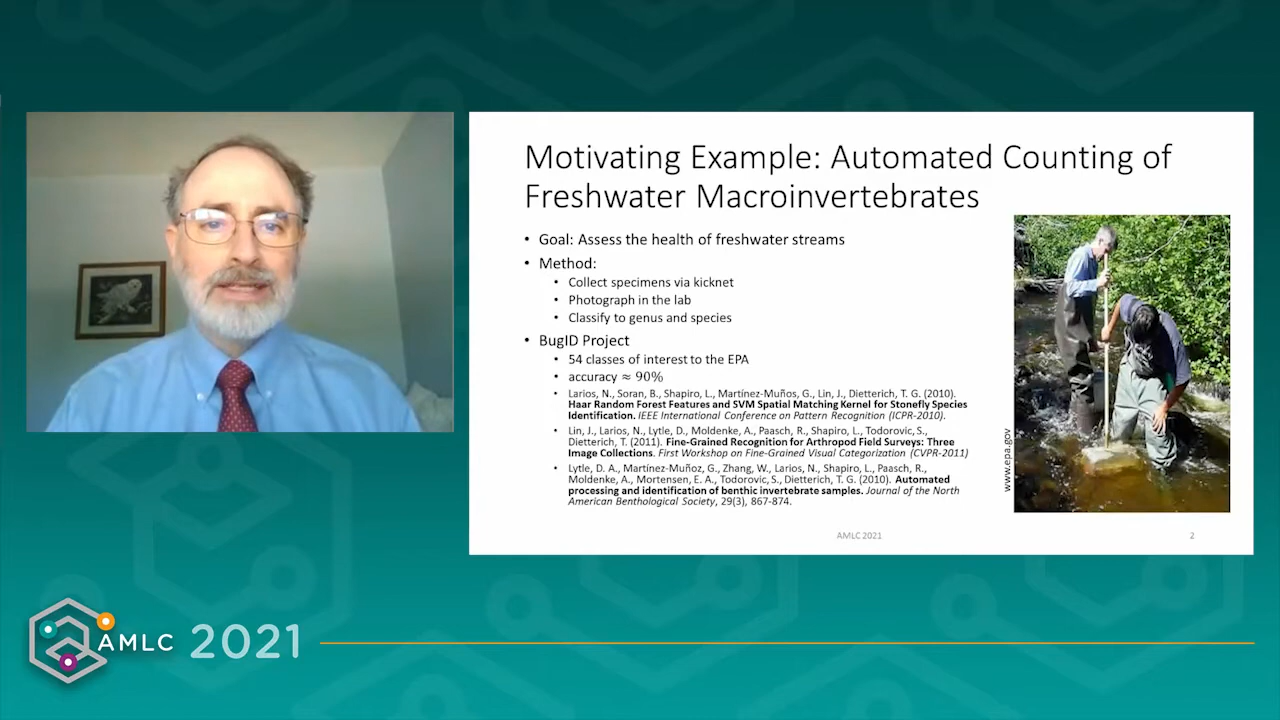 Motivating Example: Automated Counting of
Freshwater Macroinvertebrates
• Goal: Assess the health of freshwater streams
• Method:
• Collect specimens via kicknet
• Photograph in the lab
• Classify to genus and species
• BugID Project
• 54 classes of interest to the EPA
• accuracy ≈ 90%
• Larios, N., Soran, B., Shapiro, L., Martínez-Muños, G., Lin, J., Dietterich, T. G. (2010).
Haar Random Forest Features and SVM Spatial Matching Kernel for Stonefly Species
Identification. IEEE International Conference on Pattern Recognition (ICPR-2010).
• Lin, J., Larios, N., Lytle, D., Moldenke, A., Paasch, R., Shapiro, L., Todorovic, S.,
Dietterich, T. (2011). Fine-Grained Recognition for Arthropod Field Surveys: Three
Image Collections. First Workshop on Fine-Grained Visual Categorization (CVPR-2011)
• Lytle, D. A., Martínez-Muñoz, G., Zhang, W., Larios, N., Shapiro, L., Paasch, R.,
Moldenke, A., Mortensen, E. A., Todorovic, S., Dietterich, T. G. (2010). Automated
processing and identification of benthic invertebrate samples. Journal of the North
American Benthological Society, 29(3), 867-874.
www.epa.gov
AMLC 2021
2
AMLC 2021